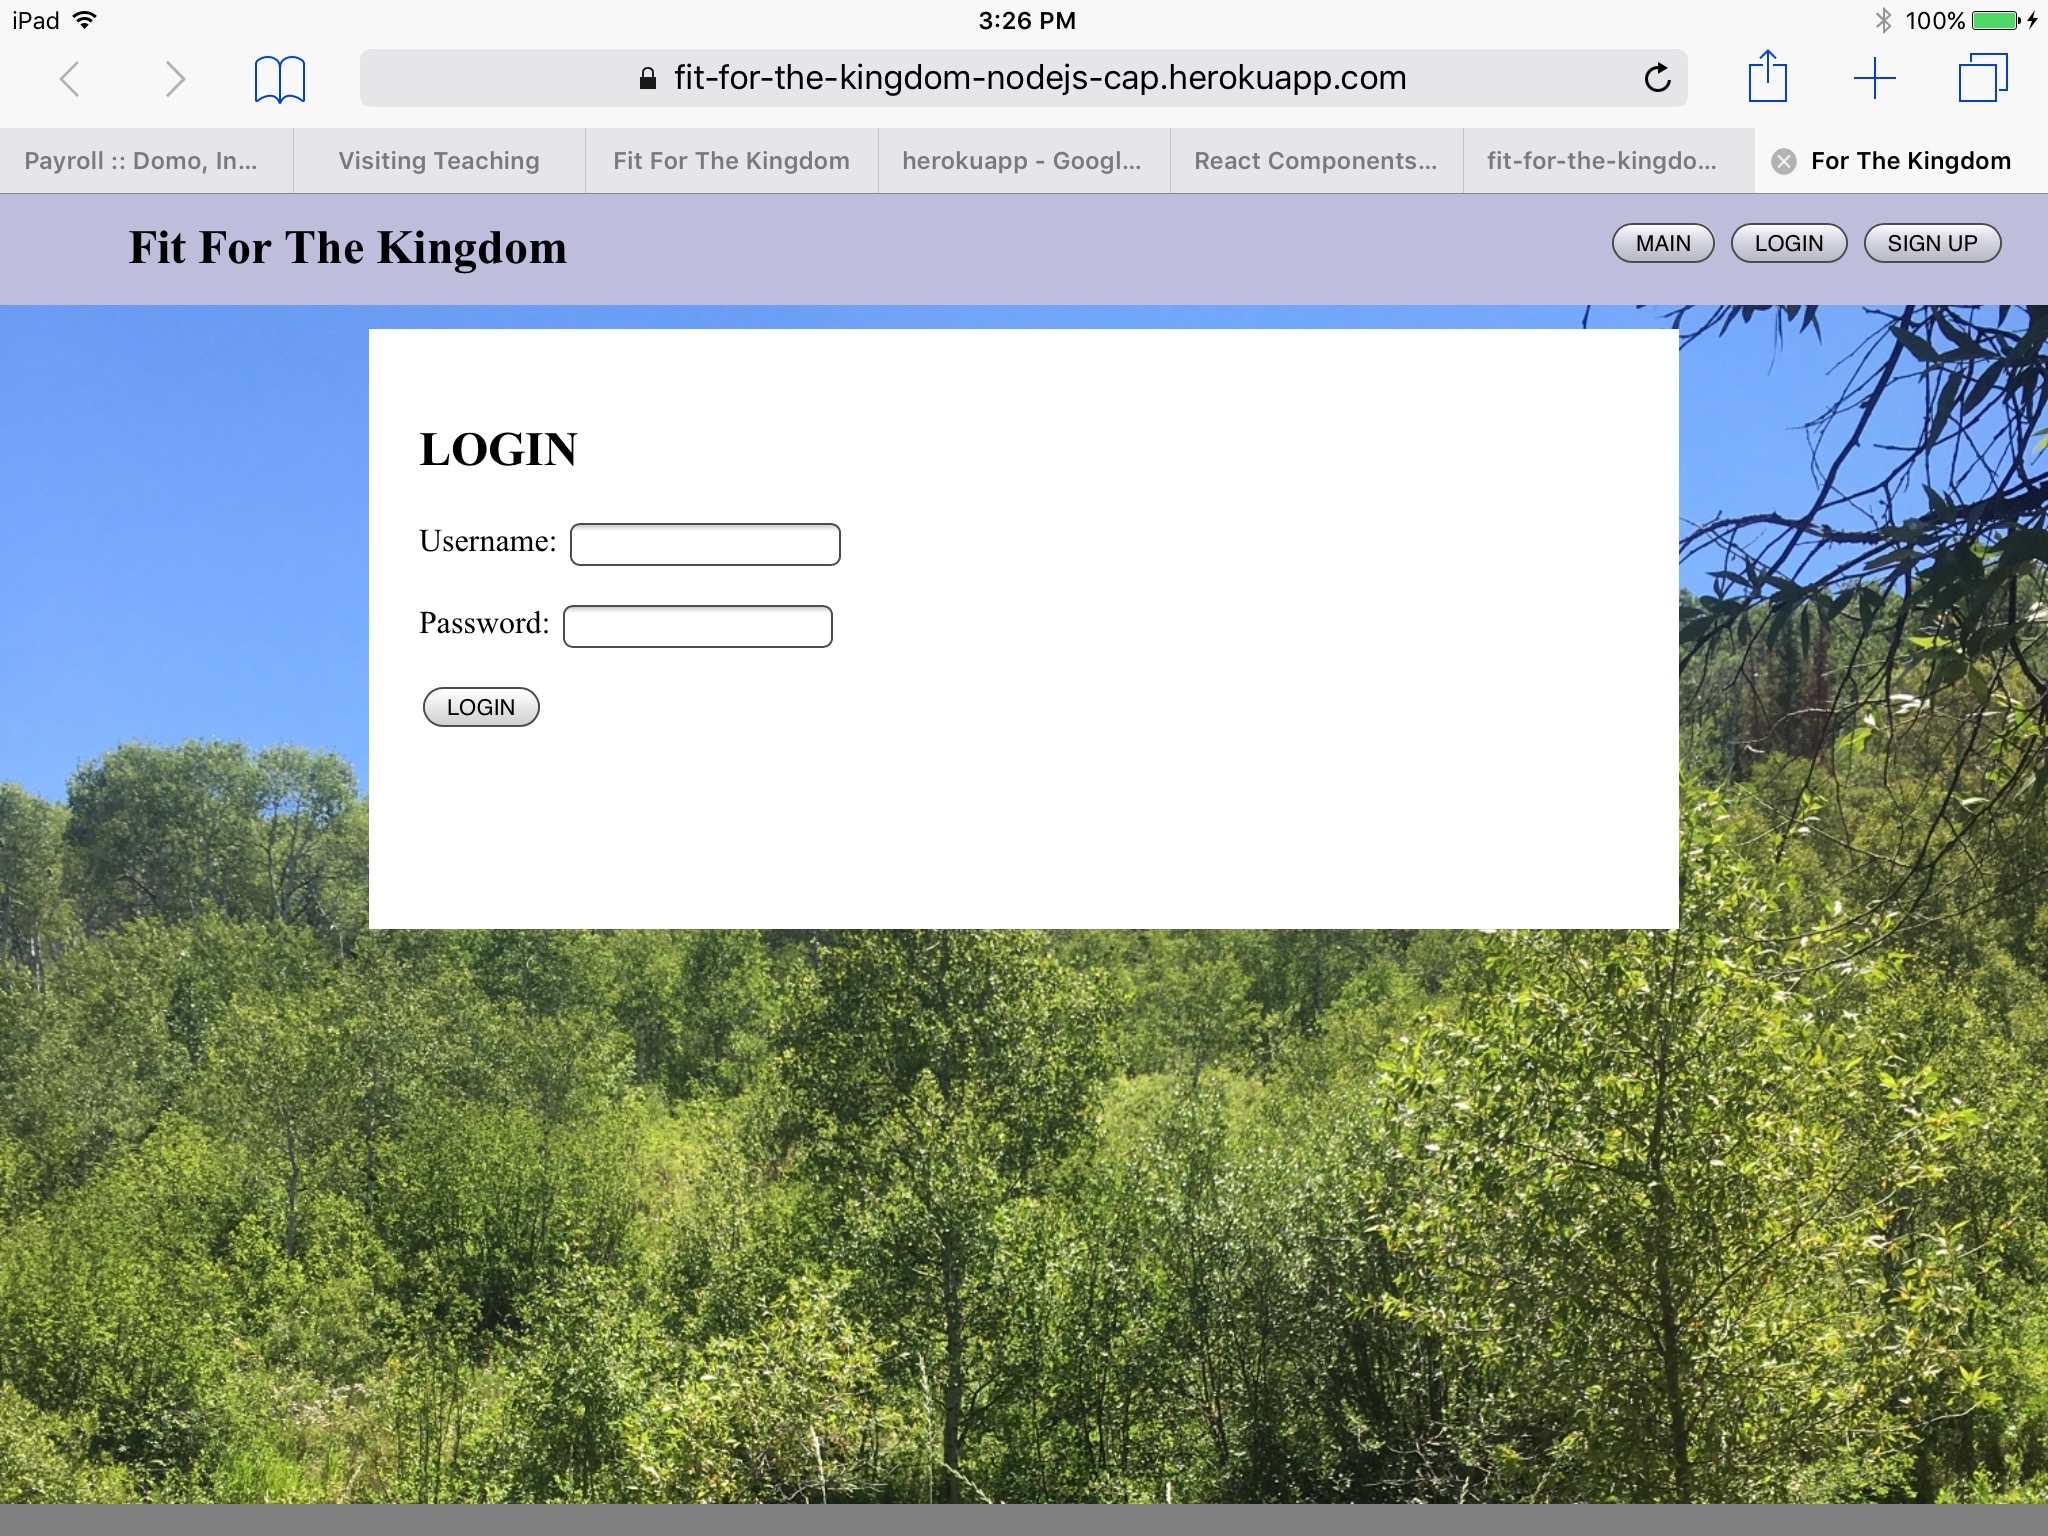 iPad 3:26 PM 100%
fit-for-the-kingdom-nodejs-cap.herokuapp.com
Payroll :: Domo, In... Visiting Teaching Fit For The Kingdom herokuapp - Googl... React Components... fit-for-the-kingdo... For The Kingdom
Fit For The Kingdom MAIN LOGIN SIGN UP
LOGIN
Username:
Password:
LOGIN